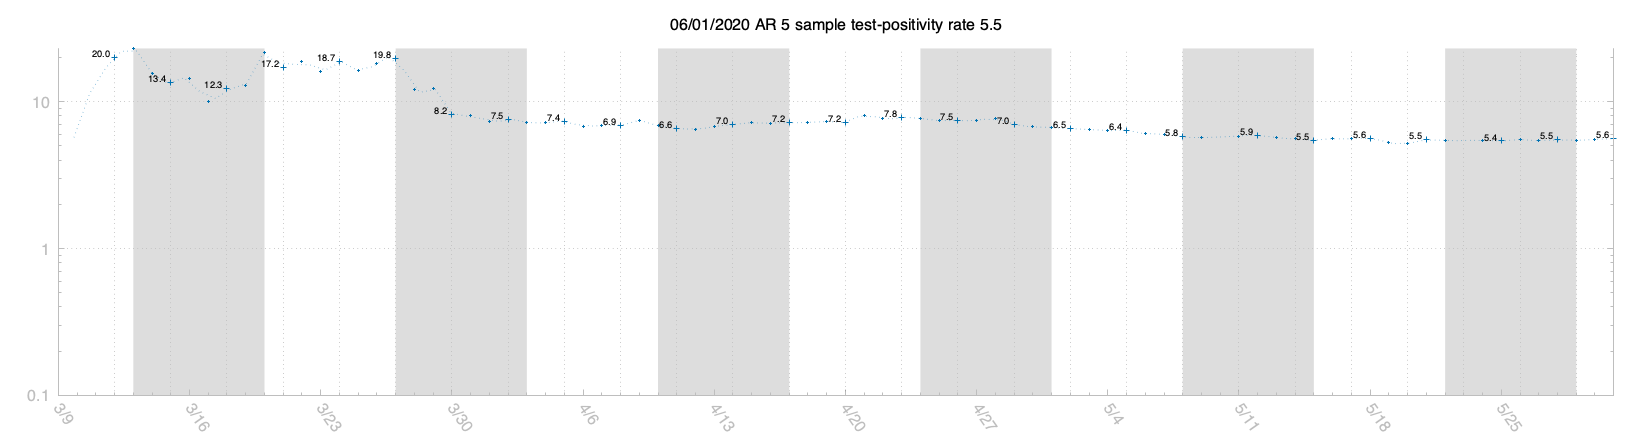 06/01/2020 AR 5 sample test-positivity rate 5.5
20.0 13.4 12.3 17.2 18.7 19.8 8.2 7.5 7.4 6.9 6.6 7.0 7.2 7.2 7.8 7.5 7.0 6.5 6.4 5.8 5.9 5.5 5.6 5.5 5.4 5.5 5.6
10
1
0.1
3/9 3/16 3/23 3/30 4/6 4/13 4/20 4/27 5/4 5/11 5/18 5/25